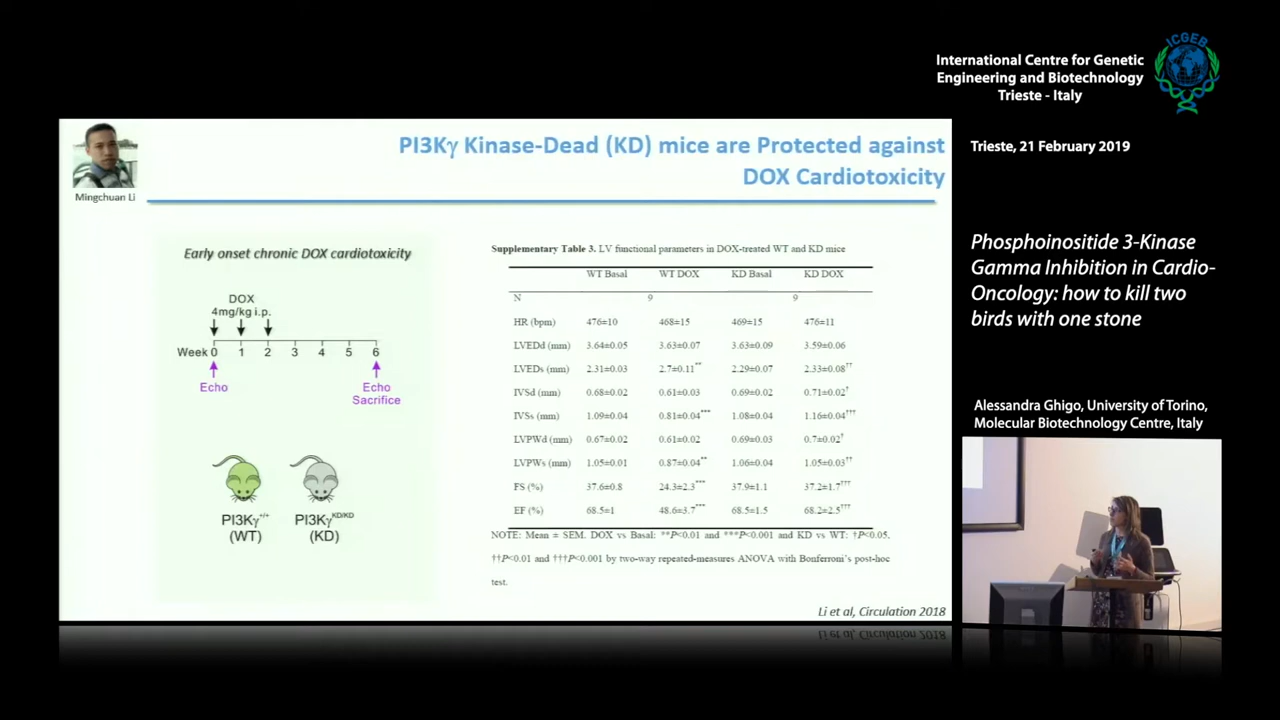 ICGEB
International Centre for Genetic
Engineering and Biotechnology
Trieste - Italy
Trieste, 21 February 2019
Phosphoinositide 3-Kinase
Gamma Inhibition in Cardio-
Oncology: how to kill two
birds with one stone
Alessandra Ghigo, University of Torino,
Molecular Biotechnology Centre, Italy
Mingchuan Li
PI3Kγ Kinase-Dead (KD) mice are Protected against
DOX Cardiotoxicity
Early onset chronic DOX cardiotoxicity
DOX
4mg/kg i.p.
Week 0 1 2 3 4 5 6
Echo Echo
Sacrifice
PI3Kγ+/+ PI3KγKD/KD
(WT) (KD)
Supplementary Table 3. LV functional parameters in DOX-treated WT and KD mice
WT Basal WT DOX KD Basal KD DOX
N 9 9
HR (bpm) 476±10 468±15 469±15 476±11
LVEDd (mm) 3.64±0.05 3.63±0.07 3.63±0.09 3.59±0.06
LVEDs (mm) 2.31±0.03 2.7±0.11** 2.29±0.07 2.33±0.08††
IVSd (mm) 0.68±0.02 0.61±0.03 0.69±0.02 0.71±0.02†
IVSs (mm) 1.09±0.04 0.81±0.04*** 1.08±0.04 1.16±0.04†††
LVPWd (mm) 0.67±0.02 0.61±0.02 0.69±0.03 0.7±0.02†
LVPWs (mm) 1.05±0.01 0.87±0.04** 1.06±0.04 1.05±0.03††
FS (%) 37.6±0.8 24.3±2.3*** 37.9±1.1 37.2±1.7†††
EF (%) 68.5±1 48.6±3.7*** 68.5±1.5 68.2±2.5†††
NOTE: Mean ± SEM. DOX vs Basal: **P<0.01 and ***P<0.001 and KD vs WT: †P<0.05,
††P<0.01 and †††P<0.001 by two-way repeated-measures ANOVA with Bonferroni's post-hoc
test.
Li et al, Circulation 2018